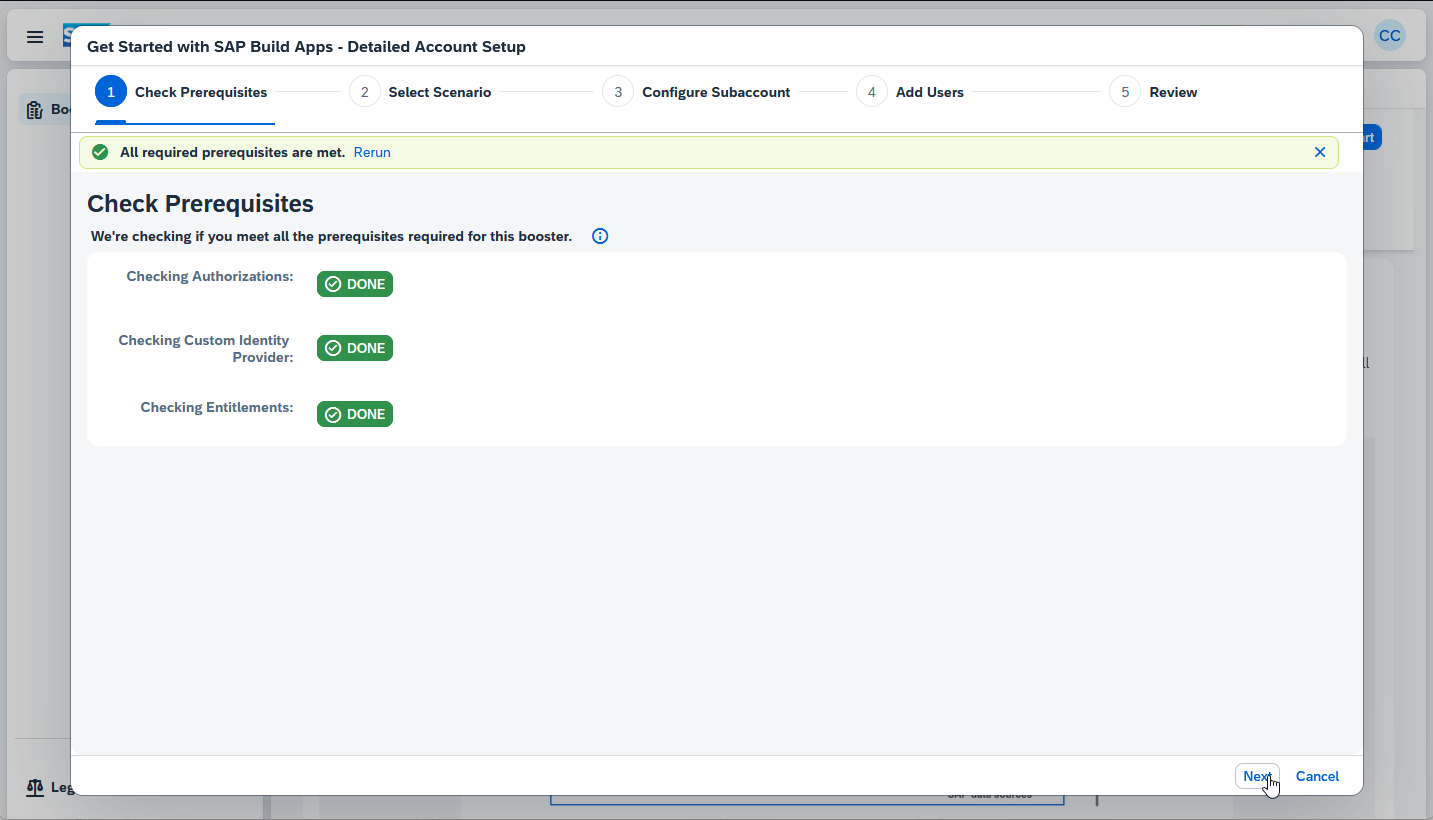 Get Started with SAP Build Apps - Detailed Account Setup
CC
1 Check Prerequisites 2 Select Scenario 3 Configure Subaccount 4 Add Users 5 Review
All required prerequisites are met. Rerun
Check Prerequisites
We're checking if you meet all the prerequisites required for this booster.
Checking Authorizations: DONE
Checking Custom Identity
Provider: DONE
Checking Entitlements: DONE
Next Cancel
SAP data sources